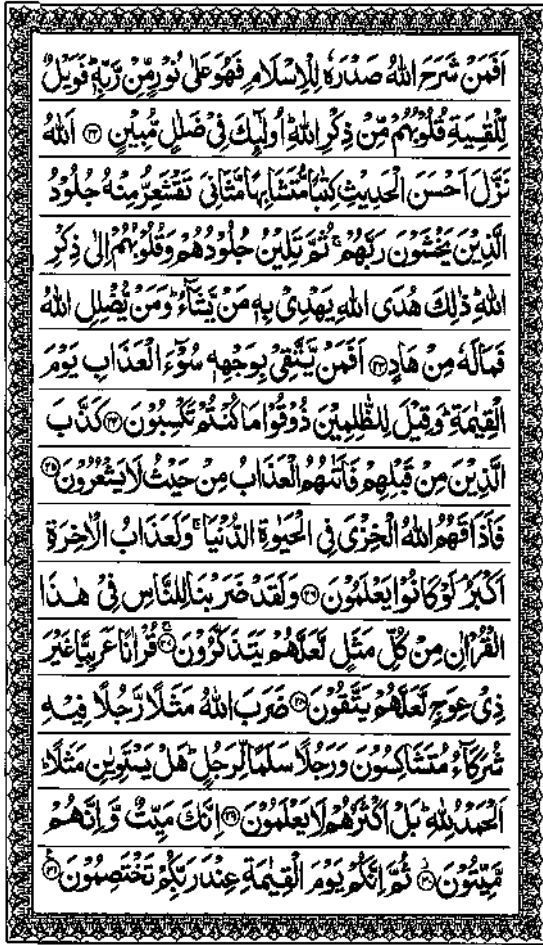 اَفَمَنْ شَرَحَ اللّٰهُ صَدْرَهٗ لِلْاِسْلَامِ فَهُوَ عَلٰى نُوْرٍ مِّنْ رَّبِّهٖ ؕ فَوَيْلٌ
لِّلْقٰسِيَةِ قُلُوْبُهُمْ مِّنْ ذِكْرِ اللّٰهِ ؕ اُولٰٓئِكَ فِىْ ضَلٰلٍ مُّبِيْنٍ ﴿۲۲﴾ اَللّٰهُ
نَزَّلَ اَحْسَنَ الْحَدِيْثِ كِتٰبًا مُّتَشَابِهًا مَّثَانِىَ تَقْشَعِرُّ مِنْهُ جُلُوْدُ
الَّذِيْنَ يَخْشَوْنَ رَبَّهُمْ ۚ ثُمَّ تَلِيْنُ جُلُوْدُهُمْ وَقُلُوْبُهُمْ اِلٰى ذِكْرِ
اللّٰهِ ؕ ذٰلِكَ هُدَى اللّٰهِ يَهْدِىْ بِهٖ مَنْ يَّشَآءُ ؕ وَمَنْ يُّضْلِلِ اللّٰهُ
فَمَا لَهٗ مِنْ هَادٍ ﴿۲۳﴾ اَفَمَنْ يَّتَّقِىْ بِوَجْهِهٖ سُوْٓءَ الْعَذَابِ يَوْمَ
الْقِيٰمَةِ ؕ وَقِيْلَ لِلظّٰلِمِيْنَ ذُوْقُوْا مَا كُنْتُمْ تَكْسِبُوْنَ ﴿۲۴﴾ كَذَّبَ
الَّذِيْنَ مِنْ قَبْلِهِمْ فَاَتٰٮهُمُ الْعَذَابُ مِنْ حَيْثُ لَا يَشْعُرُوْنَ ﴿۲۵﴾
فَاَذَاقَهُمُ اللّٰهُ الْخِزْىَ فِى الْحَيٰوةِ الدُّنْيَا ۚ وَلَعَذَابُ الْاٰخِرَةِ
اَكْبَرُ ۘ لَوْ كَانُوْا يَعْلَمُوْنَ ﴿۲۶﴾ وَلَقَدْ ضَرَبْنَا لِلنَّاسِ فِىْ هٰذَا
الْقُرْاٰنِ مِنْ كُلِّ مَثَلٍ لَّعَلَّهُمْ يَتَذَكَّرُوْنَ ﴿۲۷﴾ قُرْاٰنًا عَرَبِيًّا غَيْرَ
ذِىْ عِوَجٍ لَّعَلَّهُمْ يَتَّقُوْنَ ﴿۲۸﴾ ضَرَبَ اللّٰهُ مَثَلًا رَّجُلًا فِيْهِ
شُرَكَآءُ مُتَشَاكِسُوْنَ وَرَجُلًا سَلَمًا لِّرَجُلٍ ؕ هَلْ يَسْتَوِيٰنِ مَثَلًا ؕ
اَلْحَمْدُ لِلّٰهِ ؕ بَلْ اَكْثَرُهُمْ لَا يَعْلَمُوْنَ ﴿۲۹﴾ اِنَّكَ مَيِّتٌ وَّاِنَّهُمْ
مَّيِّتُوْنَ ﴿۳۰﴾ ثُمَّ اِنَّكُمْ يَوْمَ الْقِيٰمَةِ عِنْدَ رَبِّكُمْ تَخْتَصِمُوْنَ ﴿۳۱﴾